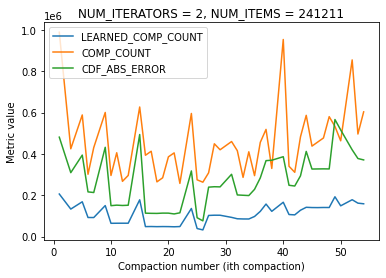 NUM_ITERATORS = 2, NUM_ITEMS = 241211
1e6
LEARNED_COMP_COUNT
COMP_COUNT
CDF_ABS_ERROR
1.0
0.8
0.6
0.4
0.2
0.0
Metric value
0 10 20 30 40 50
Compaction number (ith compaction)